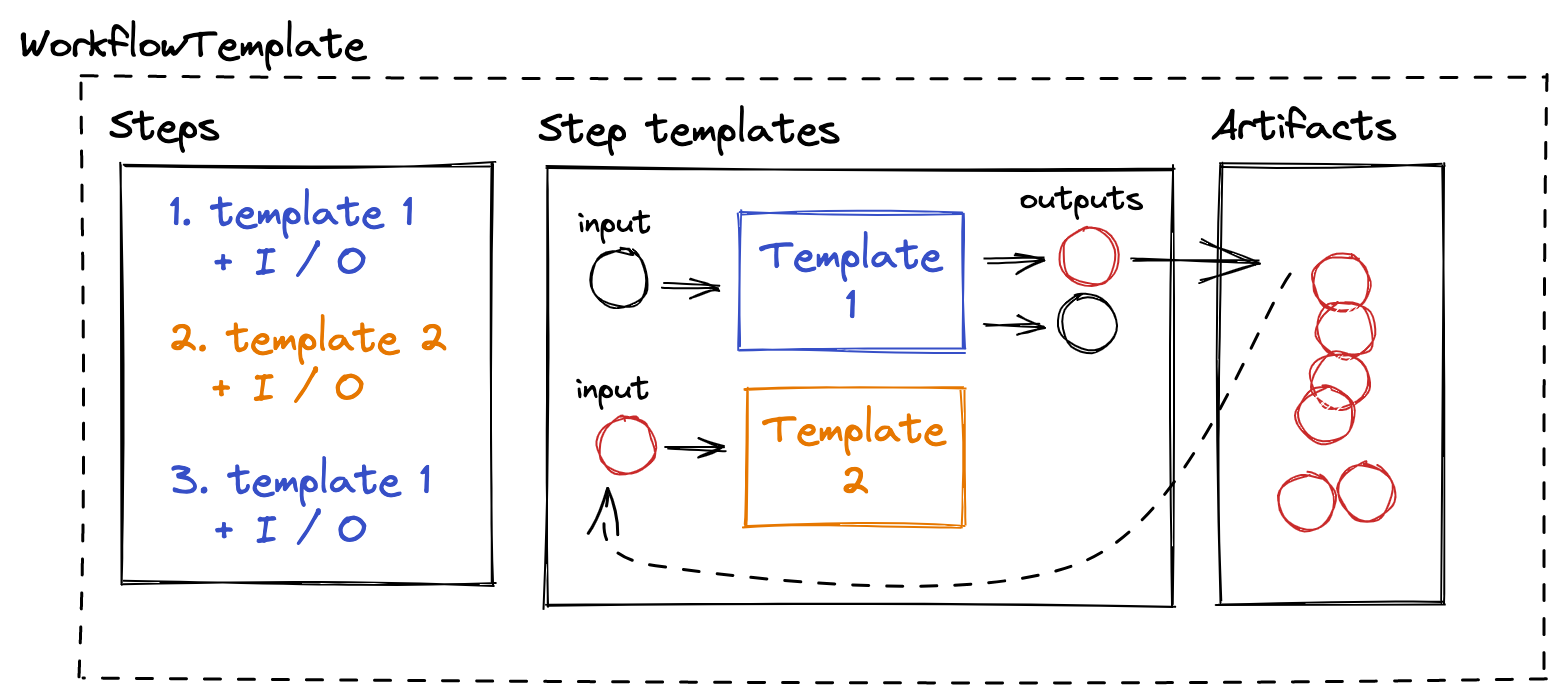 WorkflowTemplate
Steps
1. template 1
+ I / O
2. template 2
+ I / O
3. template 1
+ I / O
Step templates
input
Template
1
outputs
input
Template
2
Artifacts